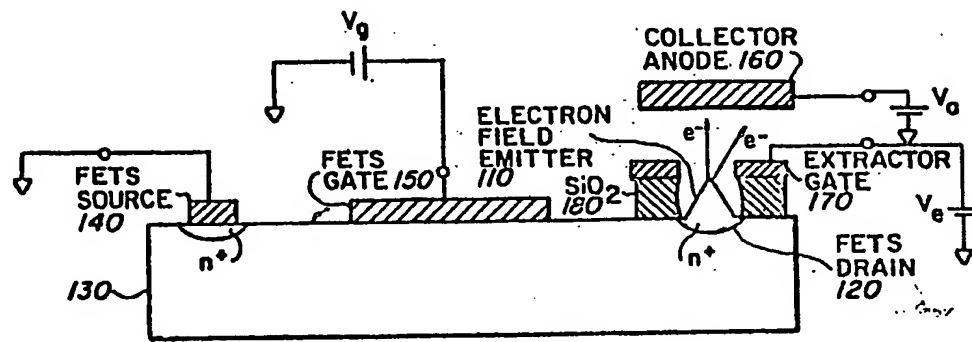 Vg
COLLECTOR
ANODE 160
Va
ELECTRON
FIELD
EMITTER
110
e-
e-
FETS
GATE 150
FETS
SOURCE
140
SiO2
180
EXTRACTOR
GATE
170
Ve
n+
n+
FETS
DRAIN
120
130